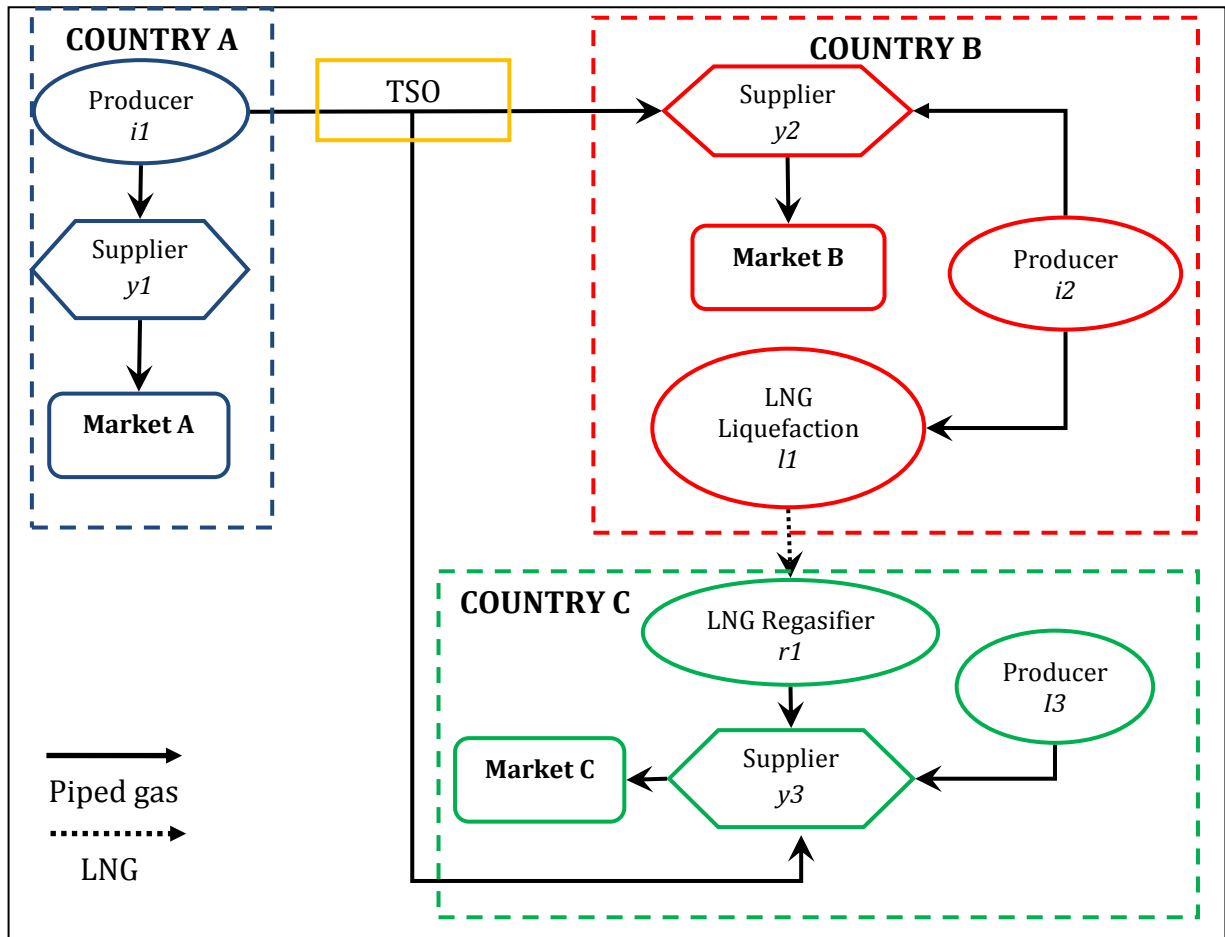 COUNTRY A
Producer
i1
Supplier
y1
Market A
TSO
COUNTRY B
Supplier
y2
Market B
Producer
i2
LNG
Liquefaction
l1
COUNTRY C
LNG Regasifier
r1
Producer
I3
Supplier
y3
Market C
Piped gas
LNG